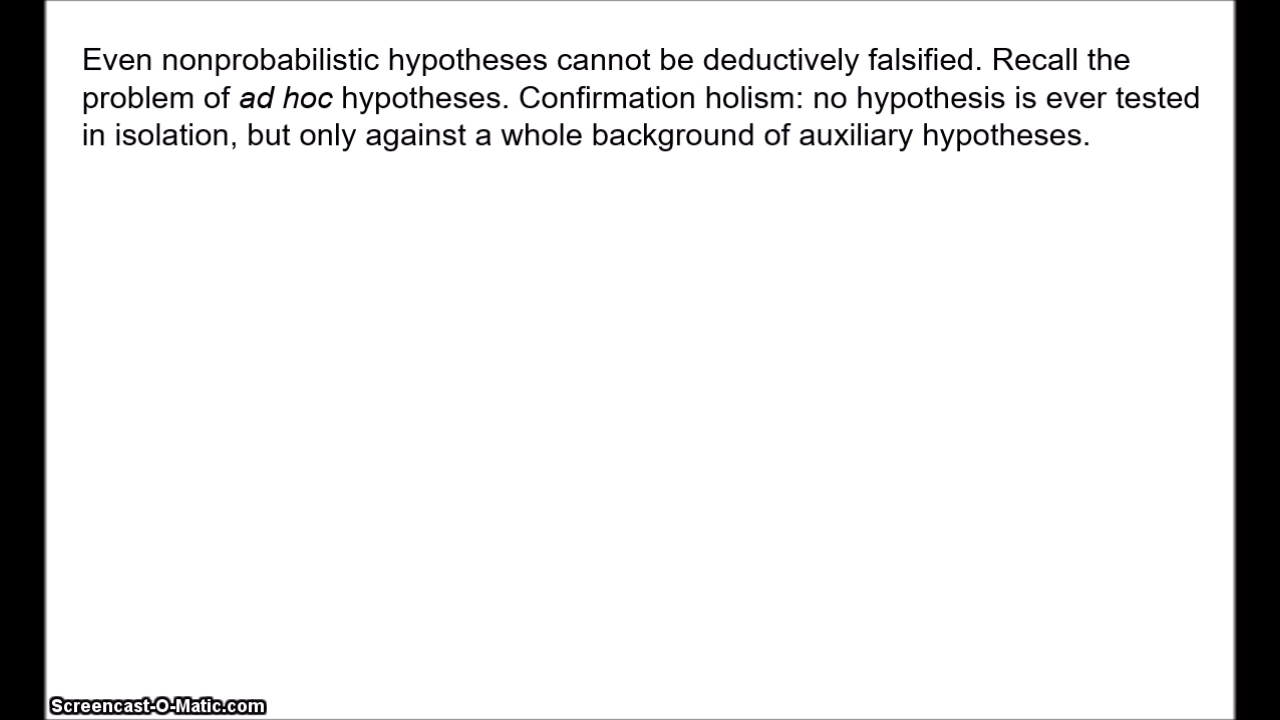 Even nonprobabilistic hypotheses cannot be deductively falsified. Recall the
problem of ad hoc hypotheses. Confirmation holism: no hypothesis is ever tested
in isolation, but only against a whole background of auxiliary hypotheses.
Screencast-O-Matic.com